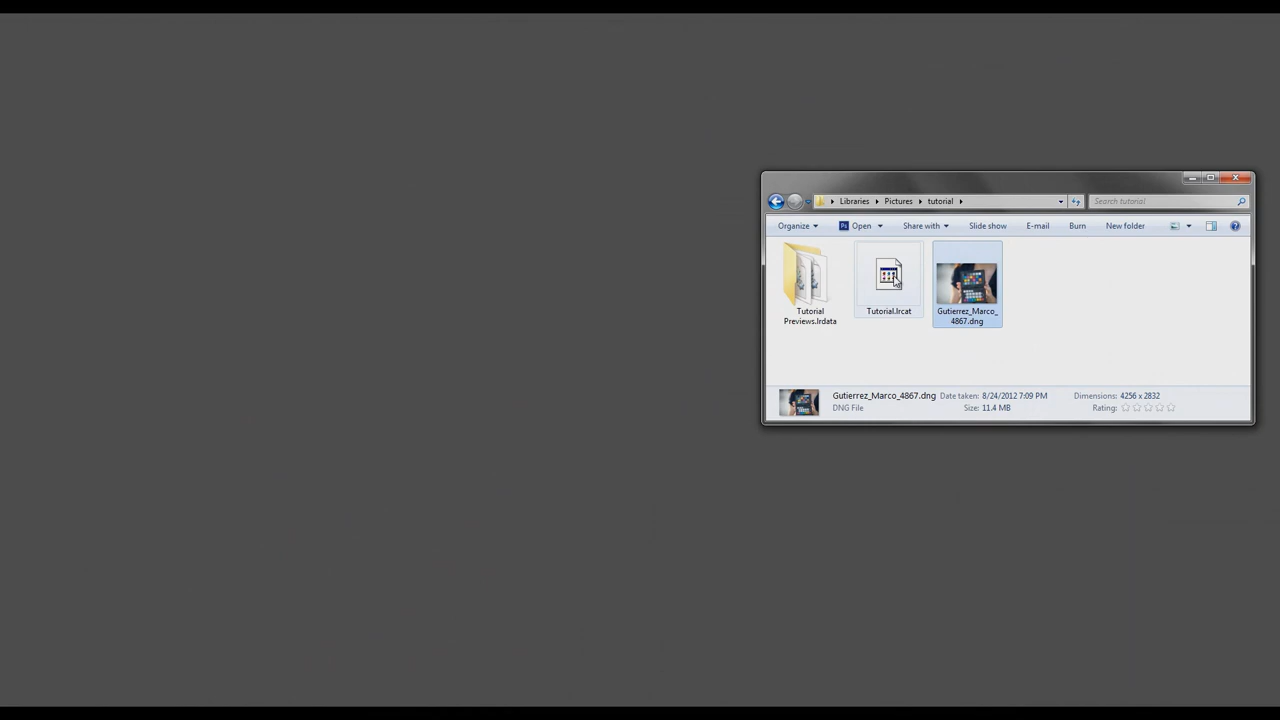 Libraries Pictures tutorial
Search tutorial
Organize Open Share with Slide show E-mail Burn New folder
Tutorial
Previews.lrdata
Tutorial.lrcat
Gutierrez_Marco_
4867.dng
Gutierrez_Marco_4867.dng Date taken: 8/24/2012 7:09 PM Dimensions: 4256 x 2832
DNG File Size: 11.4 MB Rating: